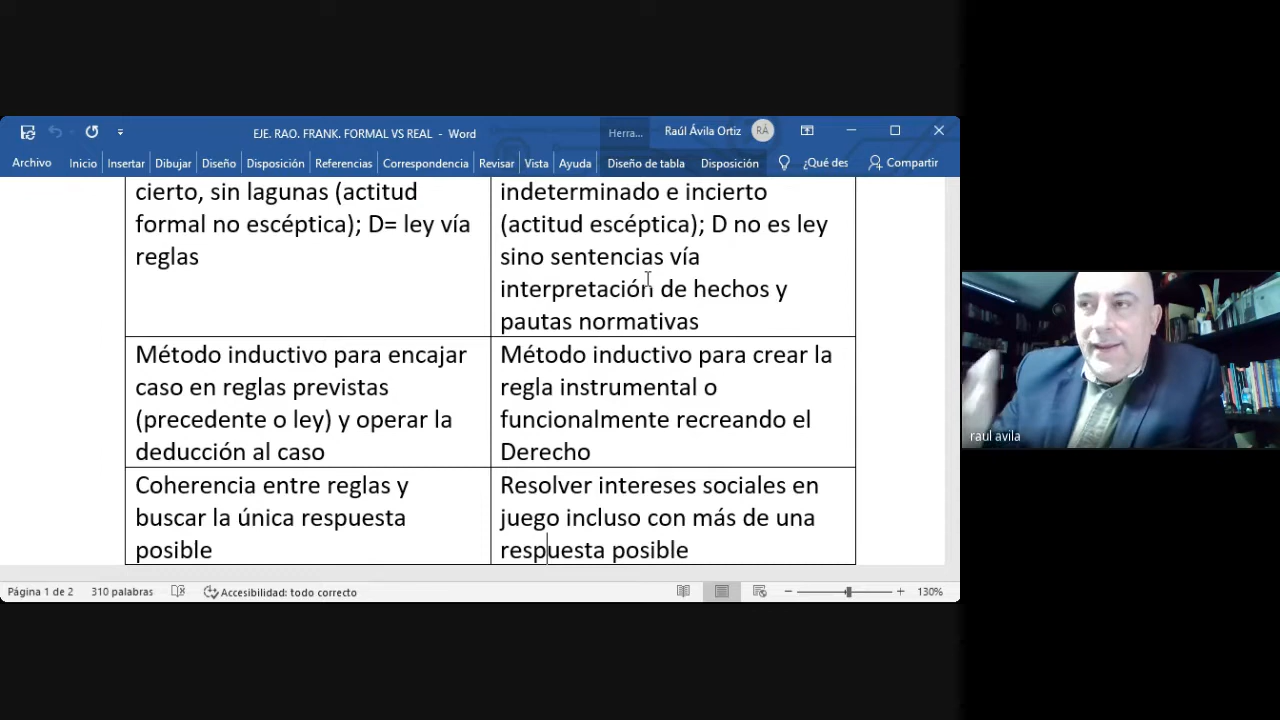 EJE. RAO. FRANK. FORMAL VS REAL - Word
Herra...
Raúl Ávila Ortiz
RÁ
Archivo Inicio Insertar Dibujar Diseño Disposición Referencias Correspondencia Revisar Vista Ayuda Diseño de tabla Disposición ¿Qué des Compartir
cierto, sin lagunas (actitud
formal no escéptica); D= ley vía
reglas
indeterminado e incierto
(actitud escéptica); D no es ley
sino sentencias vía
interpretación de hechos y
pautas normativas
Método inductivo para encajar
caso en reglas previstas
(precedente o ley) y operar la
deducción al caso
Método inductivo para crear la
regla instrumental o
funcionalmente recreando el
Derecho
Coherencia entre reglas y
buscar la única respuesta
posible
Resolver intereses sociales en
juego incluso con más de una
respuesta posible
Página 1 de 2 310 palabras Accesibilidad: todo correcto 130%
raul avila